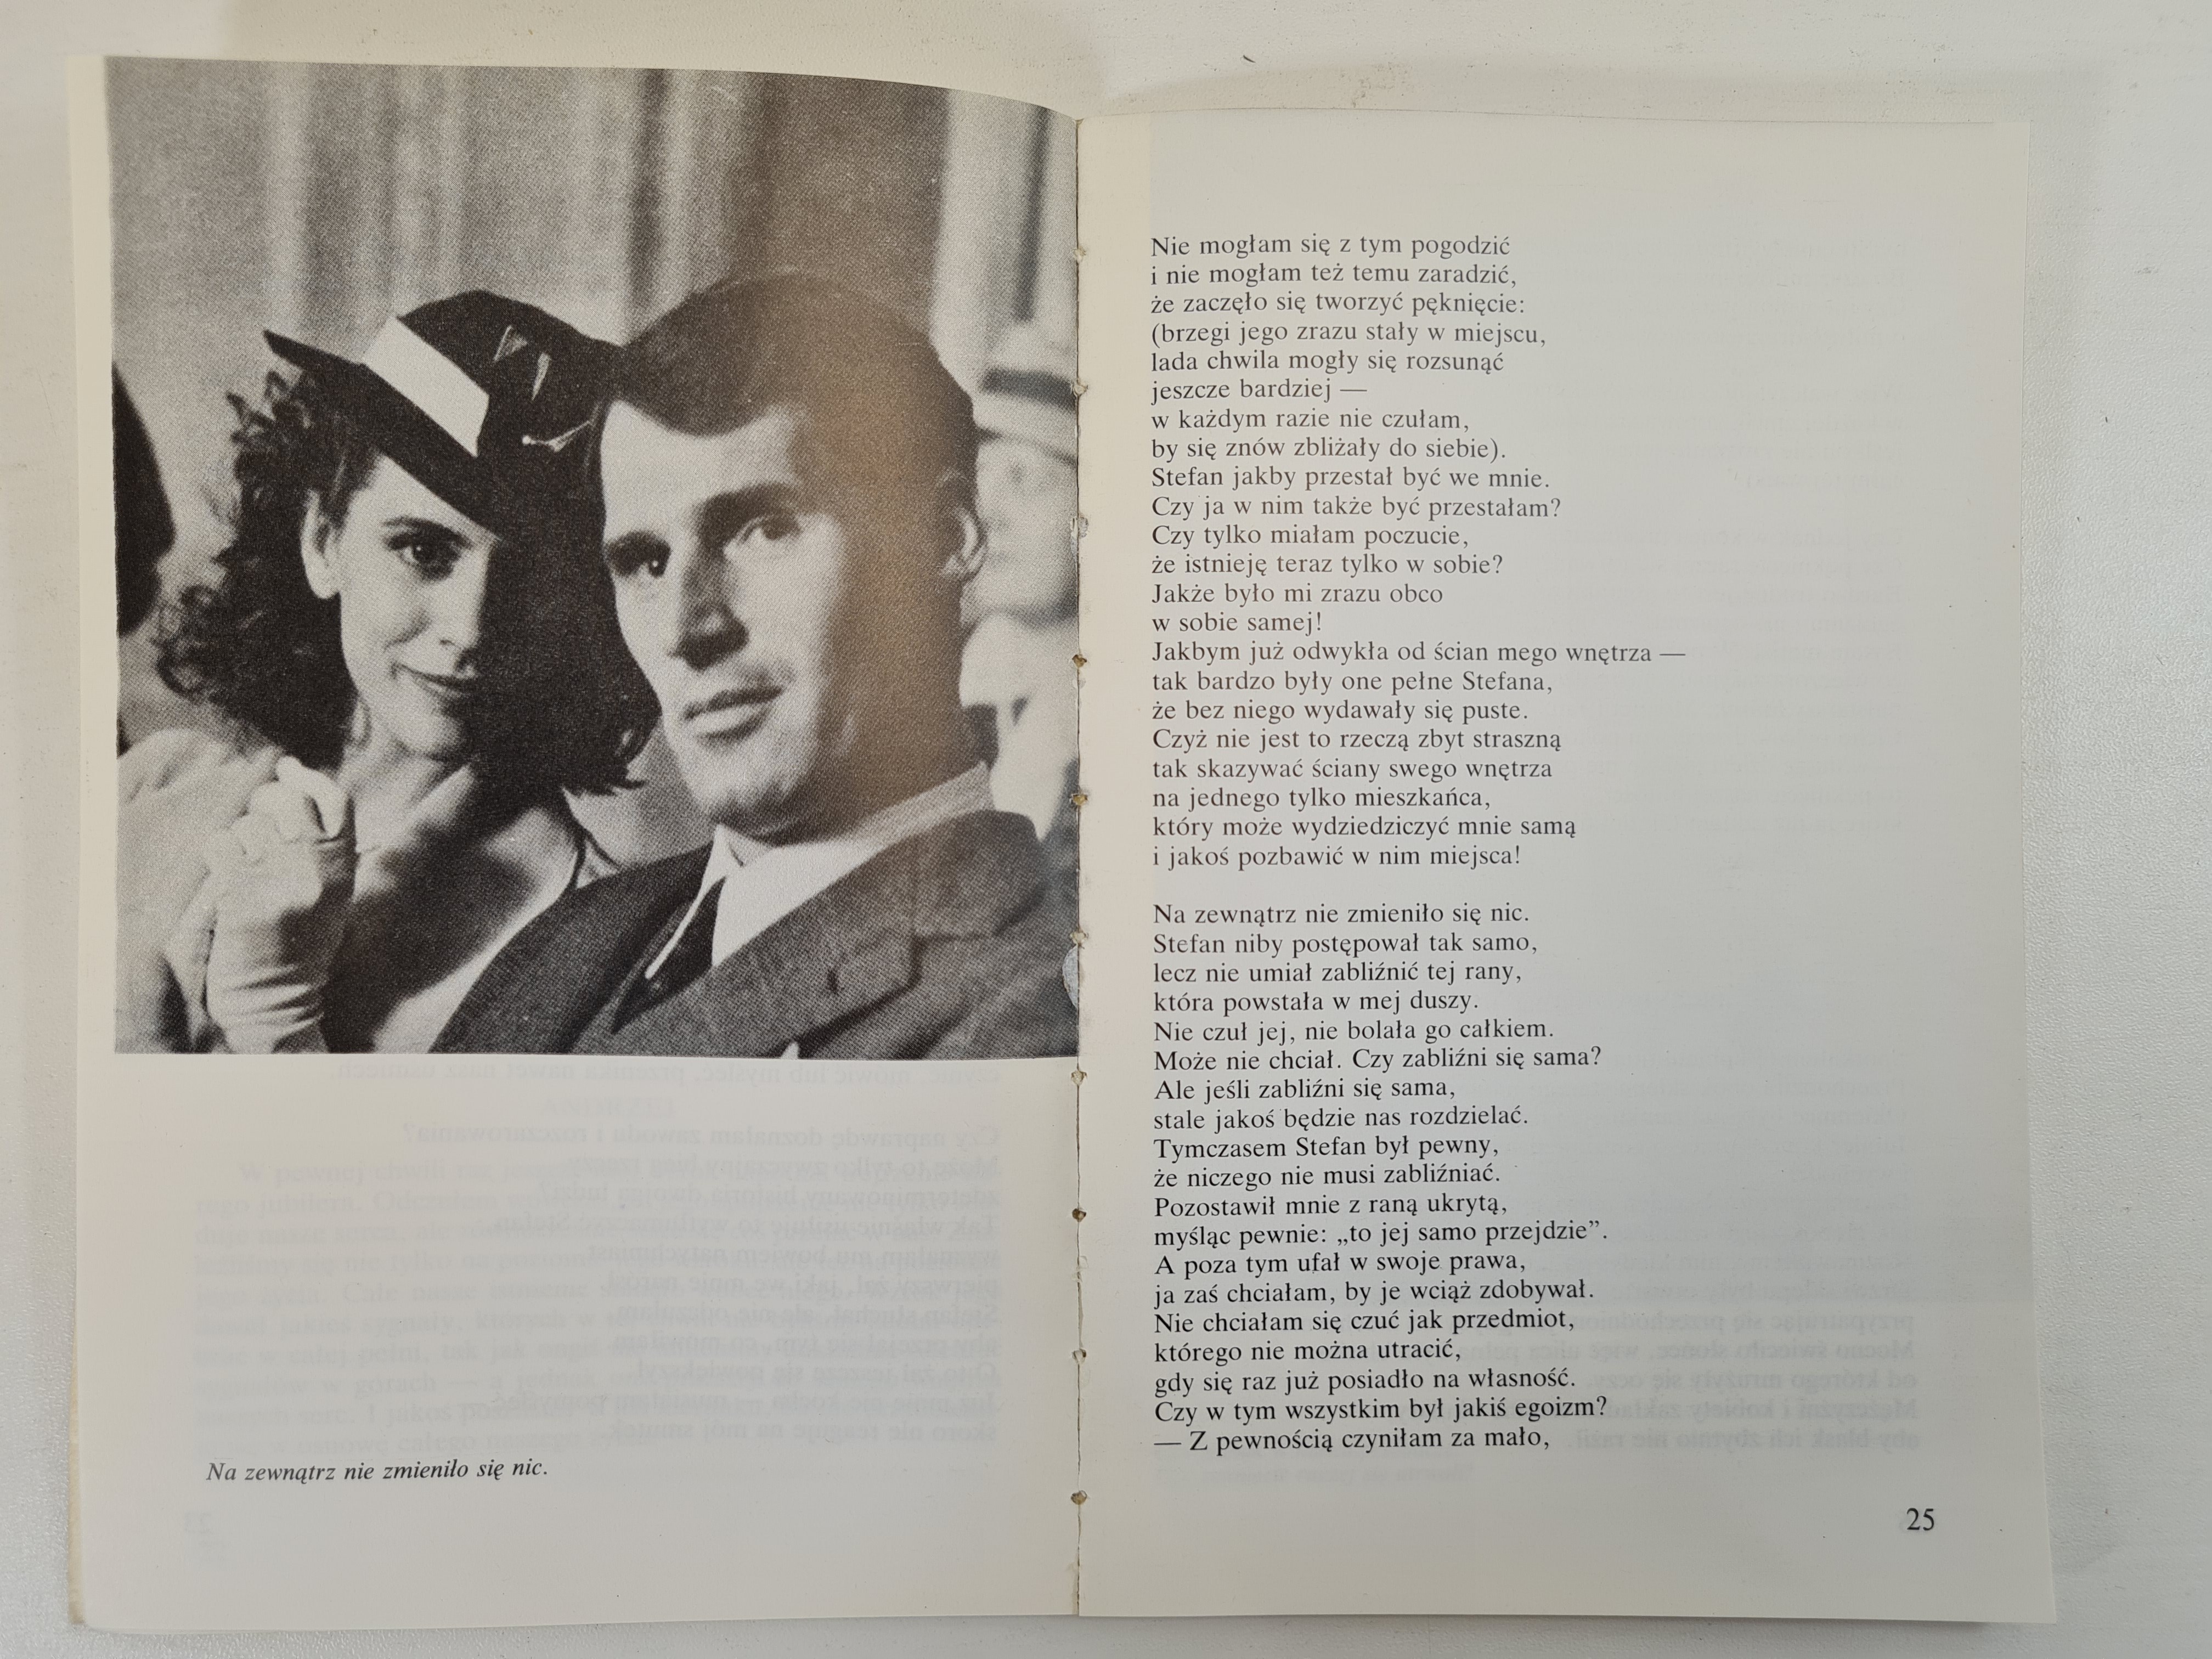 Na zewnątrz nie zmieniło się nic.
Nie mogłam się z tym pogodzić
i nie mogłam też temu zaradzić,
że zaczęło się tworzyć pęknięcie:
(brzegi jego zrazu stały w miejscu,
lada chwila mogły się rozsunąć
jeszcze bardziej —
w każdym razie nie czułam,
by się znów zbliżały do siebie).
Stefan jakby przestał być we mnie.
Czy ja w nim także być przestałam?
Czy tylko miałam poczucie,
że istnieję teraz tylko w sobie?
Jakże było mi zrazu obco
w sobie samej!
Jakbym już odwykła od ścian mego wnętrza —
tak bardzo były one pełne Stefana,
że bez niego wydawały się puste.
Czyż nie jest to rzeczą zbyt straszną
tak skazywać ściany swego wnętrza
na jednego tylko mieszkańca,
który może wydziedziczyć mnie samą
i jakoś pozbawić w nim miejsca!
Na zewnątrz nie zmieniło się nic.
Stefan niby postępował tak samo,
lecz nie umiał zabliźnić tej rany,
która powstała w mej duszy.
Nie czuł jej, nie bolała go całkiem.
Może nie chciał. Czy zabliźni się sama?
Ale jeśli zabliźni się sama,
stale jakoś będzie nas rozdzielać.
Tymczasem Stefan był pewny,
że niczego nie musi zabliźniać.
Pozostawił mnie z raną ukrytą,
myśląc pewnie: „to jej samo przejdzie”.
A poza tym ufał w swoje prawa,
ja zaś chciałam, by je wciąż zdobywał.
Nie chciałam się czuć jak przedmiot,
którego nie można utracić,
gdy się raz już posiadło na własność.
Czy w tym wszystkim był jakiś egoizm?
— Z pewnością czyniłam za mało,
25